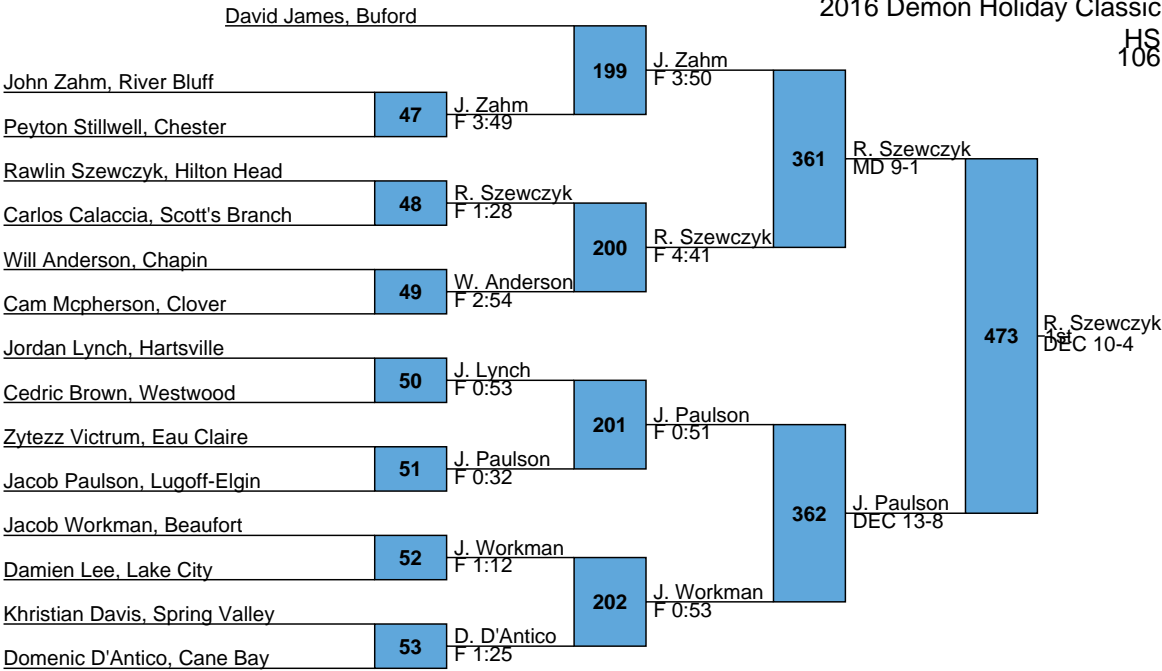 2016 Demon Holiday Classic
HS
106
David James, Buford
199
J. Zahm
F 3:50
John Zahm, River Bluff
47
J. Zahm
F 3:49
Peyton Stillwell, Chester
361
R. Szewczyk
MD 9-1
Rawlin Szewczyk, Hilton Head
48
R. Szewczyk
F 1:28
Carlos Calaccia, Scott's Branch
200
R. Szewczyk
F 4:41
Will Anderson, Chapin
49
W. Anderson
F 2:54
Cam Mcpherson, Clover
473
R. Szewczyk
1st
DEC 10-4
Jordan Lynch, Hartsville
50
J. Lynch
F 0:53
Cedric Brown, Westwood
201
J. Paulson
F 0:51
Zytezz Victrum, Eau Claire
51
J. Paulson
F 0:32
Jacob Paulson, Lugoff-Elgin
362
J. Paulson
DEC 13-8
Jacob Workman, Beaufort
52
J. Workman
F 1:12
Damien Lee, Lake City
202
J. Workman
F 0:53
Khristian Davis, Spring Valley
53
D. D'Antico
F 1:25
Domenic D'Antico, Cane Bay